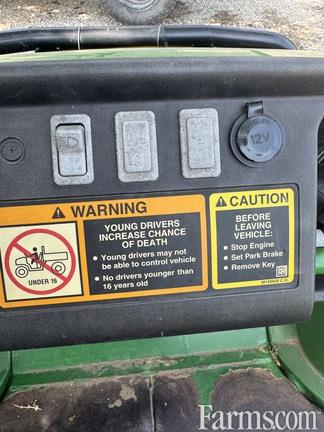 12V
WARNING
YOUNG DRIVERS
INCREASE CHANCE
OF DEATH
• Young drivers may not
be able to control vehicle
• No drivers younger than
16 years old
UNDER 16
CAUTION
BEFORE
LEAVING
VEHICLE:
• Stop Engine
• Set Park Brake
• Remove Key
Farms.com®